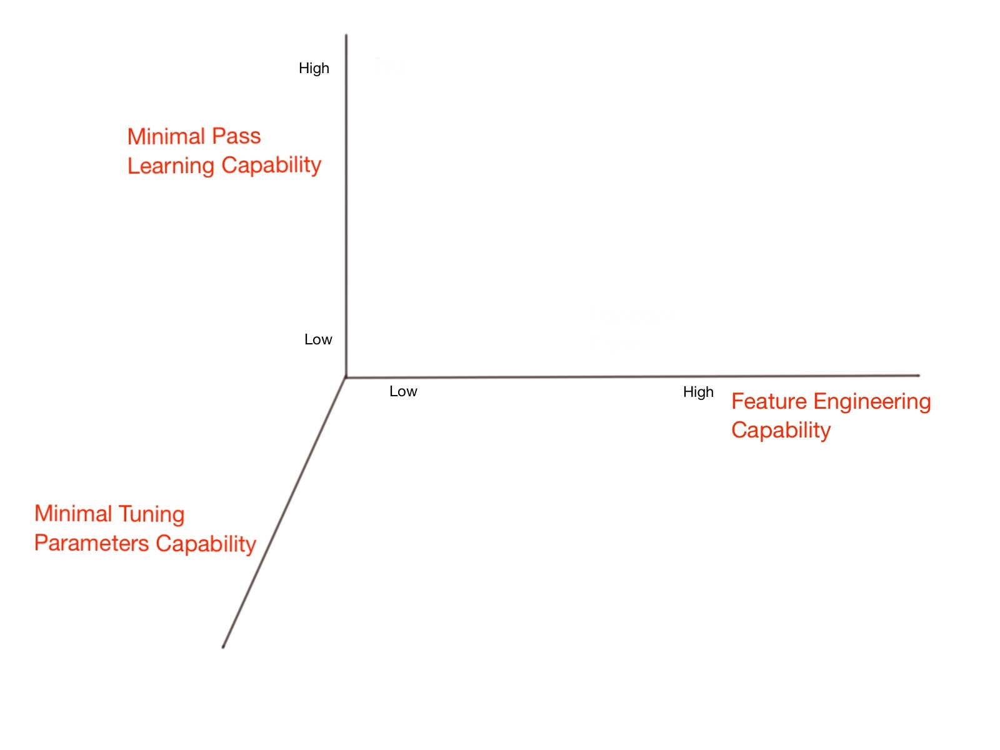 High
Minimal Pass
Learning Capability
Low
Low
High
Feature Engineering
Capability
Minimal Tuning
Parameters Capability